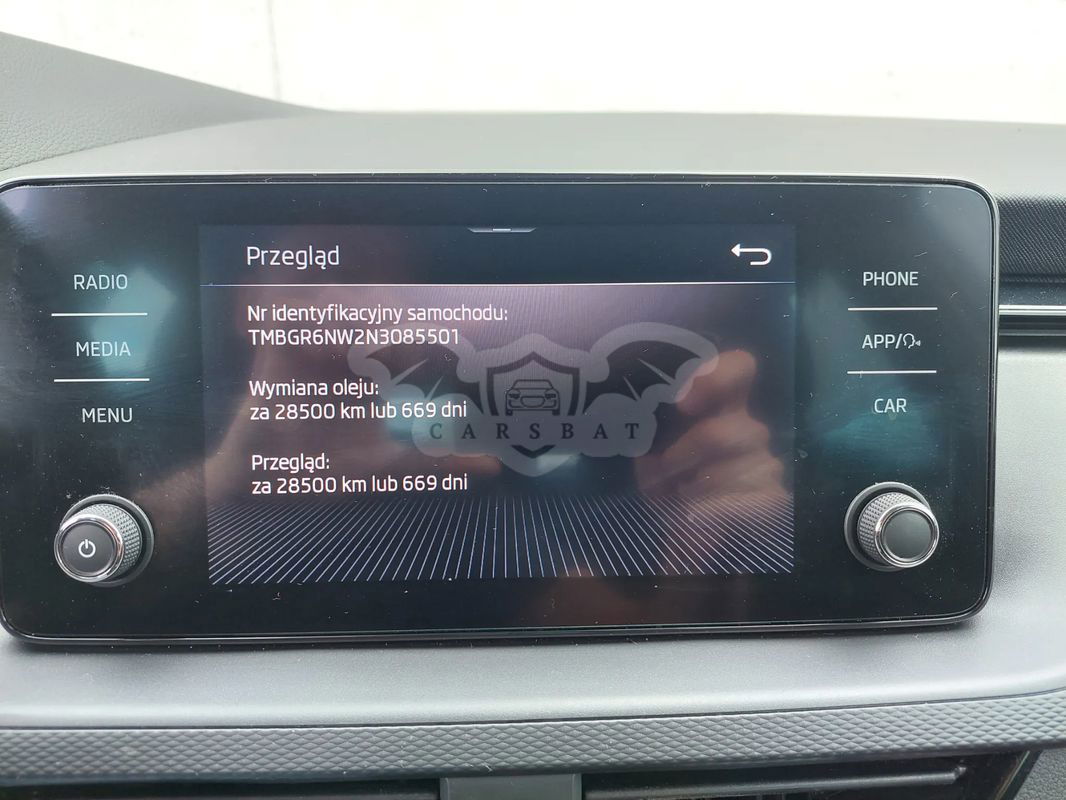 RADIO
MEDIA
MENU
Przegląd
Nr identyfikacyjny samochodu:
TMBGR6NW2N3085501
Wymiana oleju:
za 28500 km lub 669 dni
Przegląd:
za 28500 km lub 669 dni
CARSBAT
PHONE
APP/
CAR